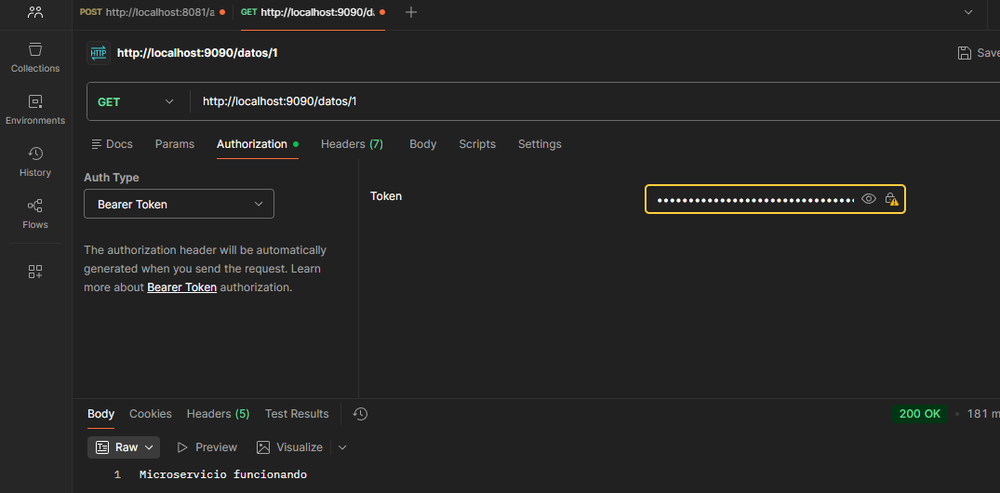 POST http://localhost:8081/a
GET http://localhost:9090/da
http://localhost:9090/datos/1
Save
Collections
Environments
History
Flows
GET http://localhost:9090/datos/1
Docs Params Authorization Headers (7) Body Scripts Settings
Auth Type
Bearer Token
The authorization header will be automatically
generated when you send the request. Learn
more about Bearer Token authorization.
Token
Body Cookies Headers (5) Test Results
200 OK • 181 m
Raw Preview Visualize
1 Microservicio funcionando